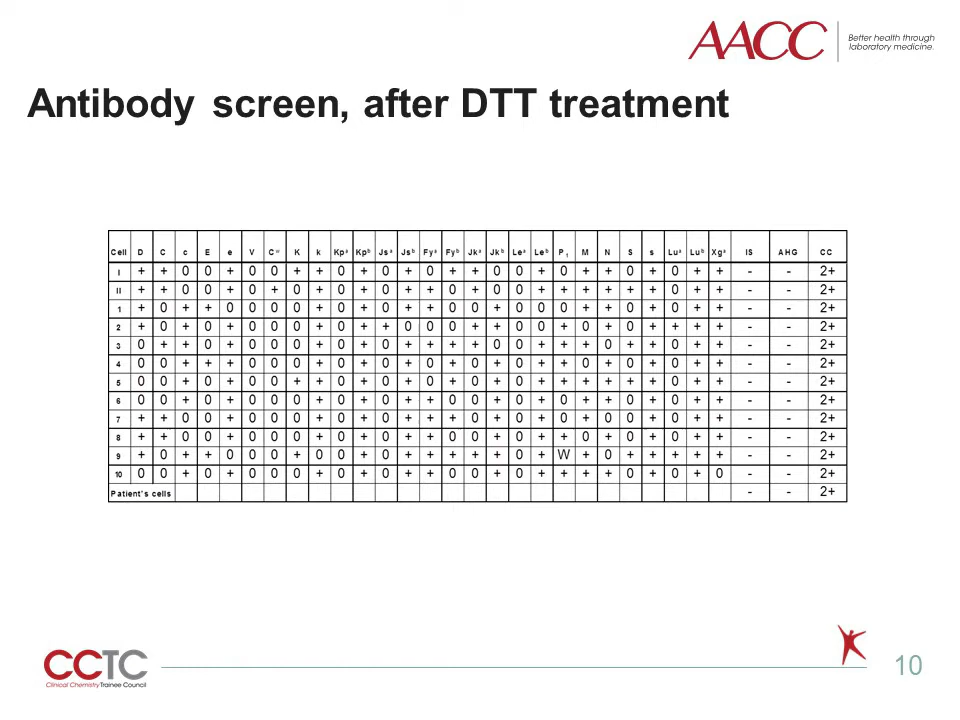 AACC
Better health through
laboratory medicine.
Antibody screen, after DTT treatment
Cell D C c E e V Cʷ K k Kpᵃ Kpᵇ Jsᵃ Jsᵇ Fyᵃ Fyᵇ Jkᵃ Jkᵇ Leᵃ Leᵇ P₁ M N S s Luᵃ Luᵇ Xgᵃ IS AHG CC
I + + 0 0 + 0 0 + + 0 + 0 + 0 + + 0 0 + 0 + + 0 + 0 + + - - 2+
II + + 0 0 + 0 + 0 + 0 + 0 + + 0 + 0 0 + + + + + + 0 + + - - 2+
1 + 0 + + 0 0 0 0 + 0 + 0 + + 0 0 + 0 0 0 + + 0 + 0 + + - - 2+
2 + 0 + 0 + 0 0 0 + 0 + + 0 0 0 + + 0 0 + 0 + 0 + + + + - - 2+
3 0 + + 0 + 0 0 0 + 0 + 0 + + + + 0 0 + + + 0 + + 0 + + - - 2+
4 0 0 + + + 0 0 0 + 0 + 0 + 0 + 0 + 0 + + 0 + 0 + 0 + + - - 2+
5 0 0 + 0 + 0 0 + + 0 + 0 + 0 + 0 + 0 + + + + + + 0 + + - - 2+
6 0 0 + 0 + 0 0 0 + 0 + 0 + + 0 0 + 0 + 0 + + 0 + 0 + + - - 2+
7 + + 0 0 + 0 0 0 + 0 + 0 + + + 0 + 0 + 0 + 0 0 + 0 + + - - 2+
8 + + 0 0 + 0 0 0 + 0 + 0 + + 0 0 + 0 + + 0 + 0 + 0 + + - - 2+
9 + 0 + + 0 0 0 + 0 0 + 0 + + + + + 0 + W + 0 + + + + + - - 2+
10 0 0 + 0 + 0 0 0 + 0 + 0 + + 0 0 + 0 + + + + 0 + 0 + 0 - - 2+
Patient's cells - - 2+
CCTC
Clinical Chemistry Trainee Council
10